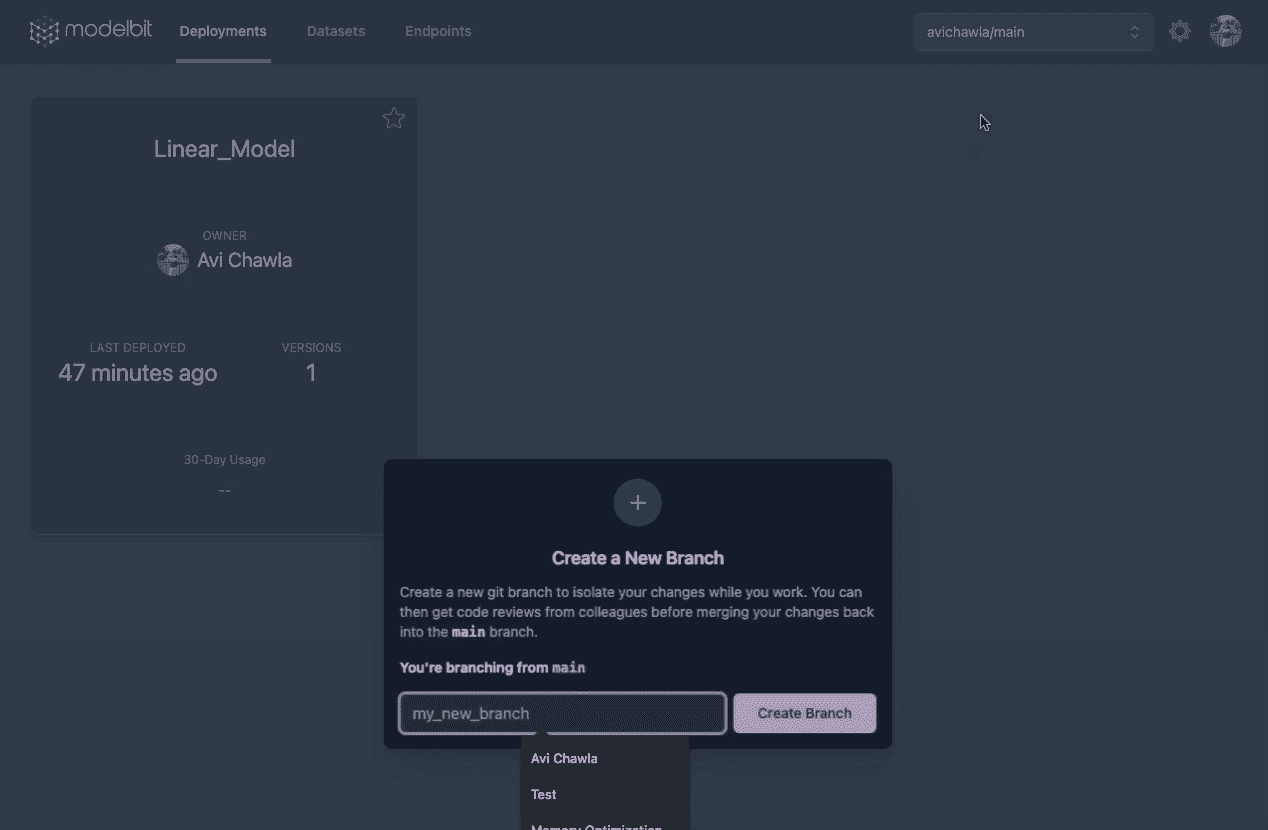 modelbit
Deployments
Datasets
Endpoints
avichawla/main
Linear_Model
OWNER
Avi Chawla
LAST DEPLOYED
VERSIONS
47 minutes ago
1
30-Day Usage
--
Create a New Branch
Create a new git branch to isolate your changes while you work. You can
then get code reviews from colleagues before merging your changes back
into the main branch.
You're branching from main
my_new_branch
Create Branch
Avi Chawla
Test
Memory Optimization